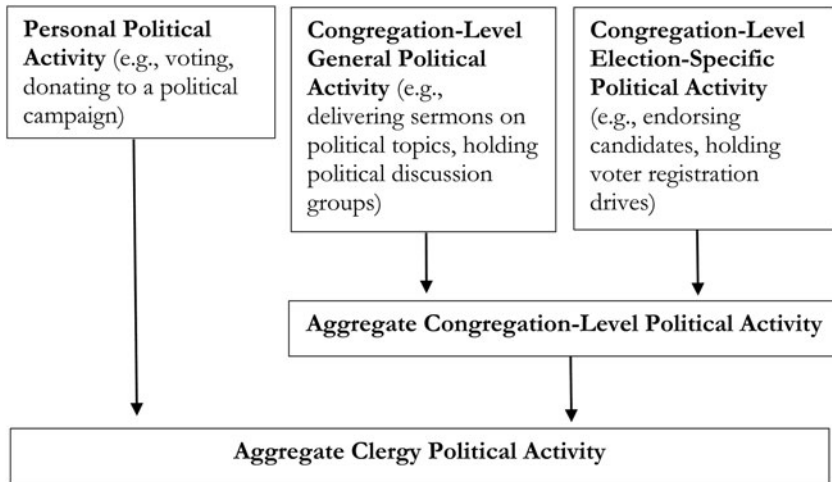 Personal Political
Activity (e.g., voting,
donating to a political
campaign)
Congregation-Level
General Political
Activity (e.g.,
delivering sermons on
political topics, holding
political discussion
groups)
Congregation-Level
Election-Specific
Political Activity
(e.g., endorsing
candidates, holding
voter registration
drives)
Aggregate Congregation-Level Political Activity
Aggregate Clergy Political Activity